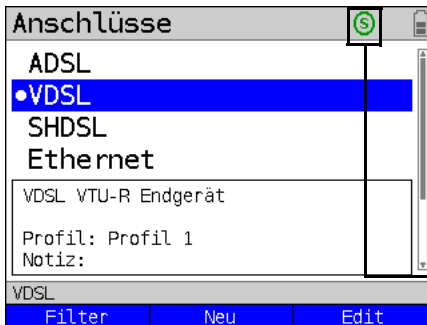 Anschlüsse S
ADSL
•VDSL
SHDSL
Ethernet
VDSL VTU-R Endgerät
Profil: Profil 1
Notiz:
VDSL
Filter Neu Edit